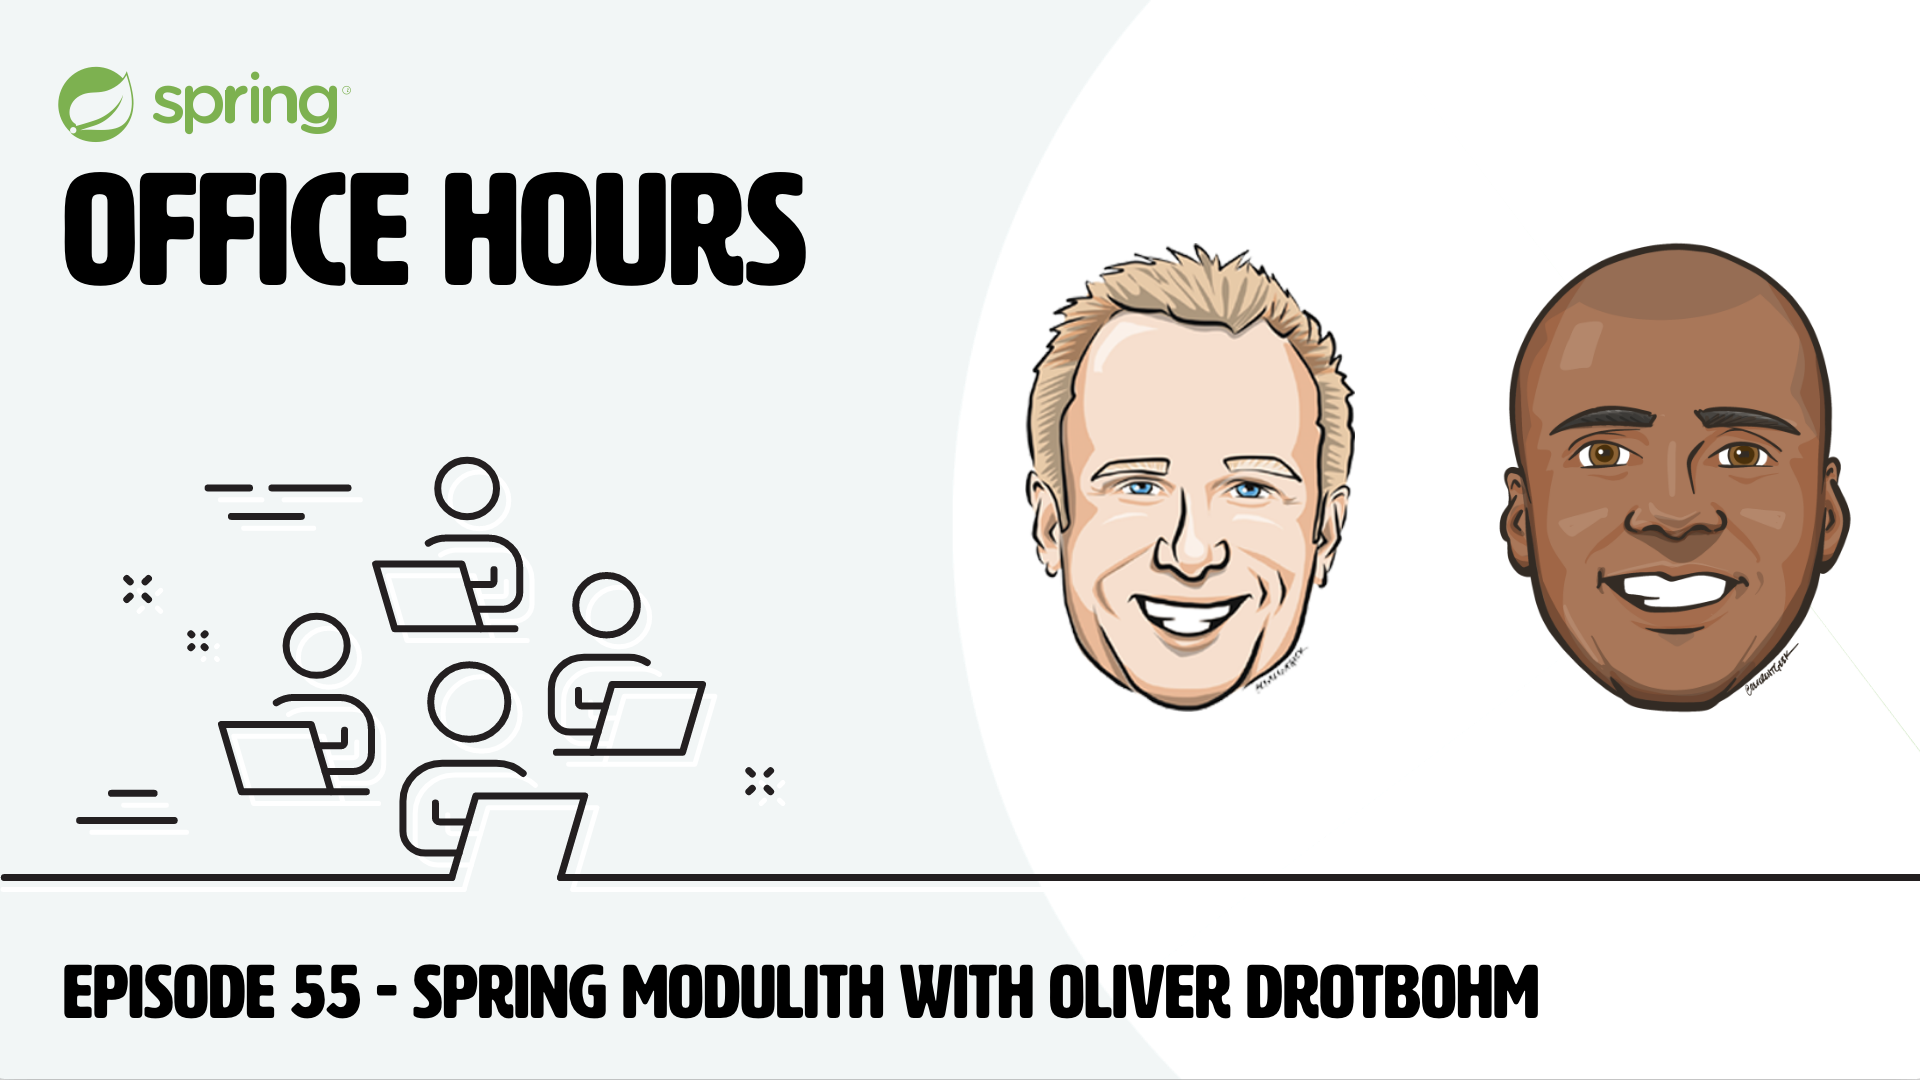 spring
OFFICE HOURS
EPISODE 55 - SPRING MODULITH WITH OLIVER DROTBOHM